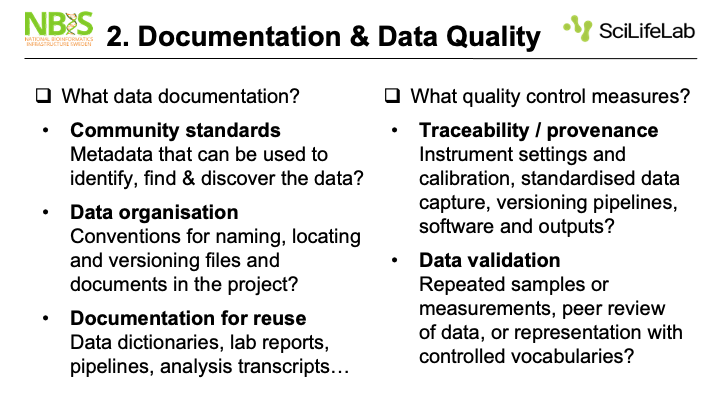 NBIS
NATIONAL BIOINFORMATICS
INFRASTRUCTURE SWEDEN
2. Documentation & Data Quality
SciLifeLab
❑ What data documentation?
• Community standards
Metadata that can be used to
identify, find & discover the data?
• Data organisation
Conventions for naming, locating
and versioning files and
documents in the project?
• Documentation for reuse
Data dictionaries, lab reports,
pipelines, analysis transcripts…
❑ What quality control measures?
• Traceability / provenance
Instrument settings and
calibration, standardised data
capture, versioning pipelines,
software and outputs?
• Data validation
Repeated samples or
measurements, peer review
of data, or representation with
controlled vocabularies?